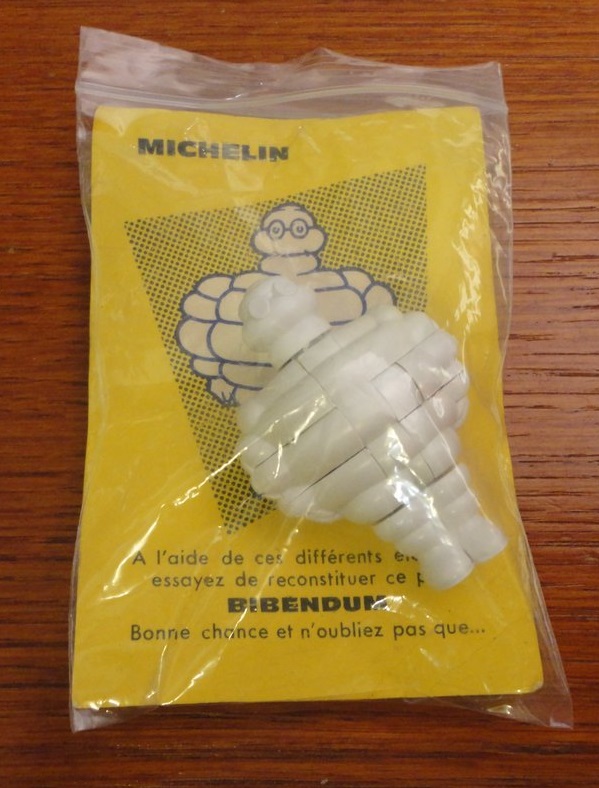 MICHELIN
A l'aide de ces différents
essayez de reconstituer ce
BIBENDUM
Bonne chance et n'oubliez pas que...